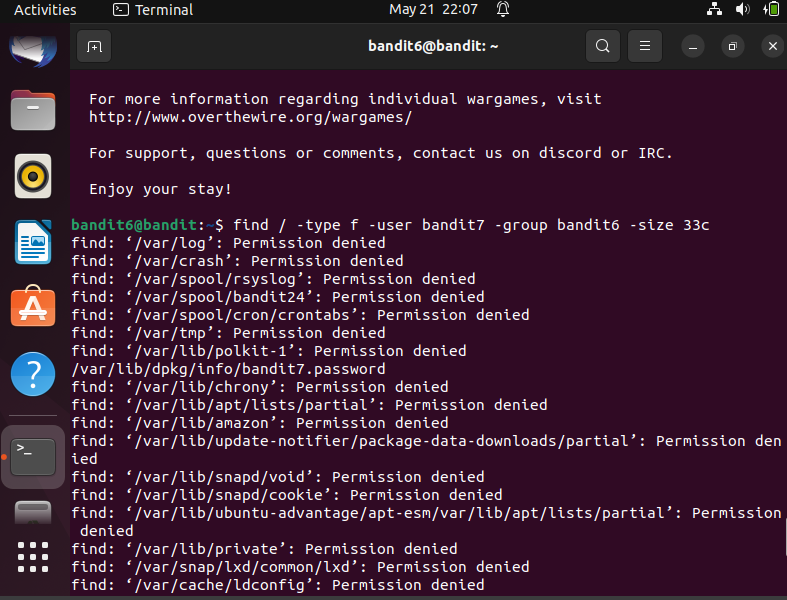 Activities Terminal May 21 22:07
bandit6@bandit: ~
For more information regarding individual wargames, visit
http://www.overthewire.org/wargames/
For support, questions or comments, contact us on discord or IRC.
Enjoy your stay!
bandit6@bandit:~$ find / -type f -user bandit7 -group bandit6 -size 33c
find: ‘/var/log’: Permission denied
find: ‘/var/crash’: Permission denied
find: ‘/var/spool/rsyslog’: Permission denied
find: ‘/var/spool/bandit24’: Permission denied
find: ‘/var/spool/cron/crontabs’: Permission denied
find: ‘/var/tmp’: Permission denied
find: ‘/var/lib/polkit-1’: Permission denied
/var/lib/dpkg/info/bandit7.password
find: ‘/var/lib/chrony’: Permission denied
find: ‘/var/lib/apt/lists/partial’: Permission denied
find: ‘/var/lib/amazon’: Permission denied
find: ‘/var/lib/update-notifier/package-data-downloads/partial’: Permission den
ied
find: ‘/var/lib/snapd/void’: Permission denied
find: ‘/var/lib/snapd/cookie’: Permission denied
find: ‘/var/lib/ubuntu-advantage/apt-esm/var/lib/apt/lists/partial’: Permission
denied
find: ‘/var/lib/private’: Permission denied
find: ‘/var/snap/lxd/common/lxd’: Permission denied
find: ‘/var/cache/ldconfig’: Permission denied